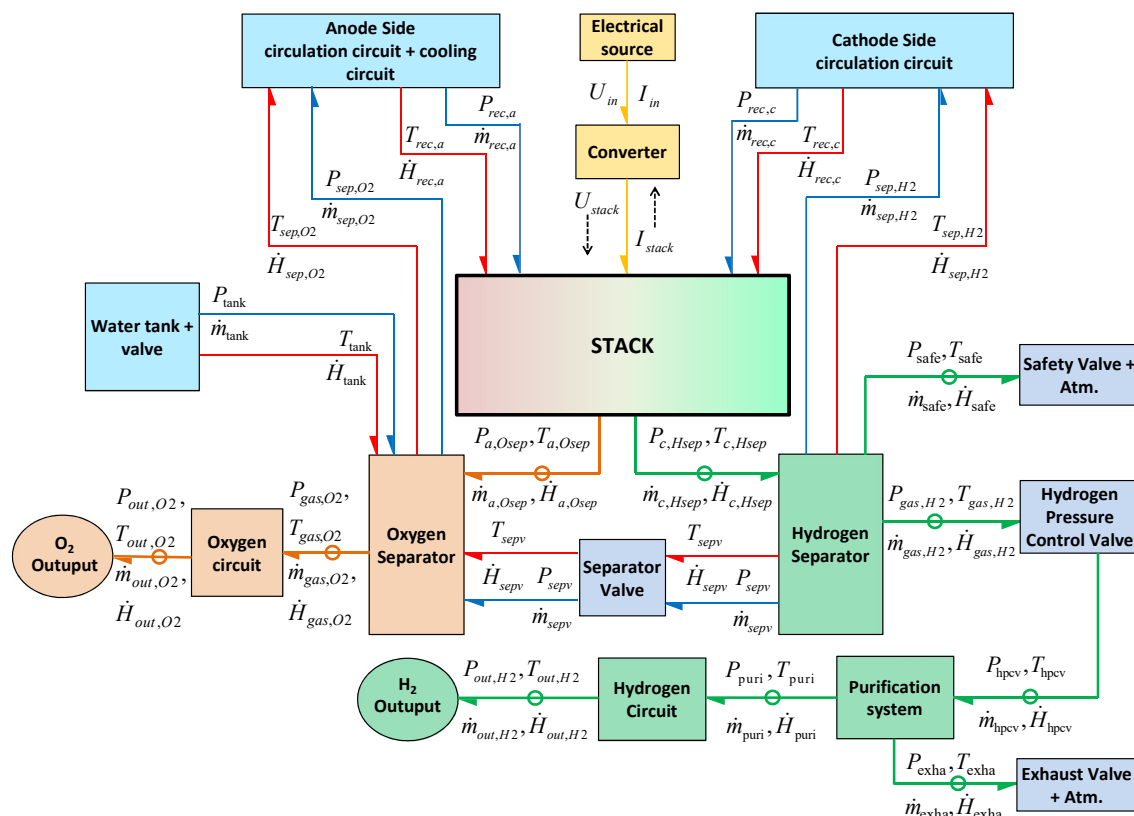 Anode Side
circulation circuit + cooling
circuit
Electrical
source
Cathode Side
circulation circuit
U_in
I_in
Converter
U_stack
I_stack
P_rec,a
ṁ_rec,a
T_rec,a
Ḣ_rec,a
P_rec,c
ṁ_rec,c
T_rec,c
Ḣ_rec,c
P_sep,O2
ṁ_sep,O2
T_sep,O2
Ḣ_sep,O2
P_sep,H2
ṁ_sep,H2
T_sep,H2
Ḣ_sep,H2
Water tank +
valve
P_tank
ṁ_tank
T_tank
Ḣ_tank
STACK
P_safe, T_safe
ṁ_safe, Ḣ_safe
Safety Valve +
Atm.
P_a,Osep, T_a,Osep
ṁ_a,Osep, Ḣ_a,Osep
P_c,Hsep, T_c,Hsep
ṁ_c,Hsep, Ḣ_c,Hsep
O₂
Outuput
P_out,O2,
T_out,O2
ṁ_out,O2,
Ḣ_out,O2
Oxygen
circuit
P_gas,O2,
T_gas,O2
ṁ_gas,O2,
Ḣ_gas,O2
Oxygen
Separator
T_sepv
Ḣ_sepv
P_sepv
ṁ_sepv
Separator
Valve
T_sepv
Ḣ_sepv
P_sepv
ṁ_sepv
Hydrogen
Separator
P_gas,H2, T_gas,H2
ṁ_gas,H2, Ḣ_gas,H2
Hydrogen
Pressure
Control Valve
H₂
Outuput
P_out,H2, T_out,H2
ṁ_out,H2, Ḣ_out,H2
Hydrogen
Circuit
P_puri, T_puri
ṁ_puri, Ḣ_puri
Purification
system
P_hpcv, T_hpcv
ṁ_hpcv, Ḣ_hpcv
P_exha, T_exha
ṁ_exha, Ḣ_exha
Exhaust Valve
+ Atm.